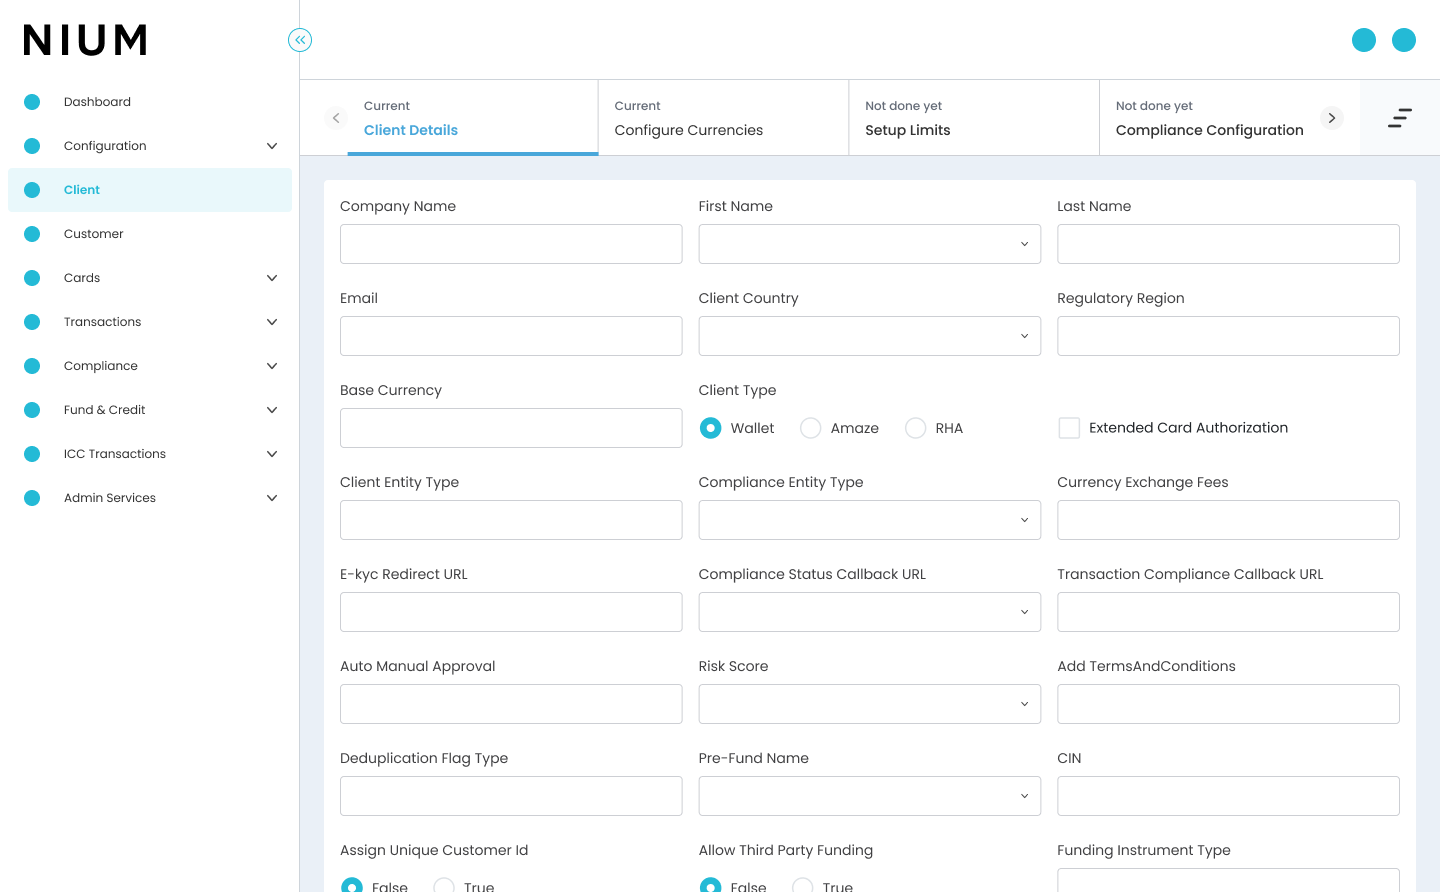 NIUM
Dashboard
Configuration
Client
Customer
Cards
Transactions
Compliance
Fund & Credit
ICC Transactions
Admin Services
Current
Client Details
Current
Configure Currencies
Not done yet
Setup Limits
Not done yet
Compliance Configuration
Company Name
First Name
Last Name
Email
Client Country
Regulatory Region
Base Currency
Client Type
Wallet
Amaze
RHA
Extended Card Authorization
Client Entity Type
Compliance Entity Type
Currency Exchange Fees
E-kyc Redirect URL
Compliance Status Callback URL
Transaction Compliance Callback URL
Auto Manual Approval
Risk Score
Add TermsAndConditions
Deduplication Flag Type
Pre-Fund Name
CIN
Assign Unique Customer Id
Allow Third Party Funding
Funding Instrument Type
False
True
False
True